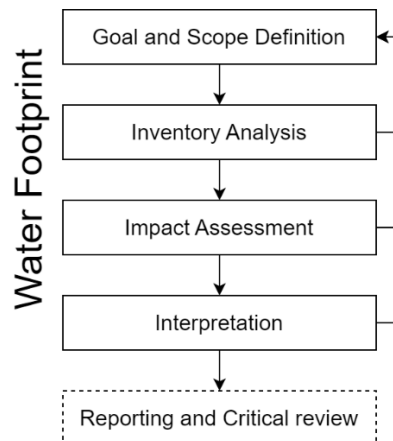 Water Footprint
Goal and Scope Definition
Inventory Analysis
Impact Assessment
Interpretation
Reporting and Critical review